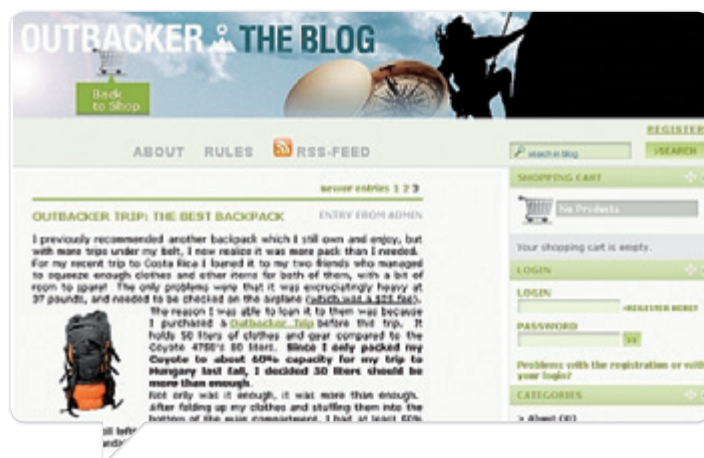 OUTBACKER THE BLOG
Back
to Shop
REGISTER
ABOUT RULES RSS-FEED
search in blog
>SEARCH
newer entries 1 2 3
OUTBACKER TRIP: THE BEST BACKPACK ENTRY FROM ADMIN
I previously recommended another backpack which I still own and enjoy, but
with more trips under my belt, I now realize it was more pack than I needed.
For my recent trip to Costa Rica I loaned it to my two friends who managed
to squeeze enough clothes and other items for both of them, with a bit of
room to spare! The only problems were that it was excruciatingly heavy at
37 pounds, and needed to be checked on the airplane (which was a $25 fee).
The reason I was able to loan it to them was because
I purchased a Outbacker Trip before this trip. It
holds 50 liters of clothes and gear compared to the
Coyote 4750's 80 liters. Since I only packed my
Coyote to about 60% capacity for my trip to
Hungary last fall, I decided 50 liters should be
more than enough.
Not only was it enough, it was more than enough.
After folding up my clothes and stuffing them into the
bottom of the main compartment, I had at least 50%
SHOPPING CART
No Products
Your shopping cart is empty.
LOGIN
LOGIN
>REGISTER HERE!
PASSWORD
Problems with the registration or with
your login?
CATEGORIES
> About